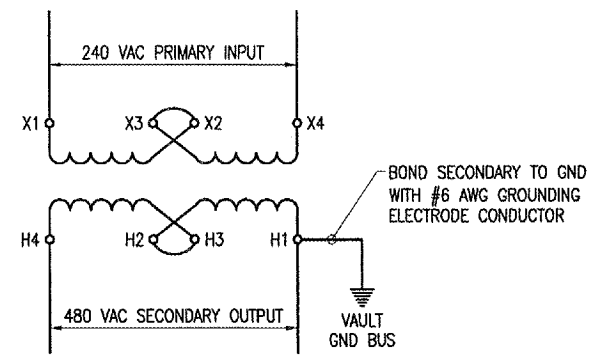 240 VAC PRIMARY INPUT
X1 X3 X2 X4
BOND SECONDARY TO GND
WITH #6 AWG GROUNDING
ELECTRODE CONDUCTOR
H4 H2 H3 H1
480 VAC SECONDARY OUTPUT
VAULT
GND BUS